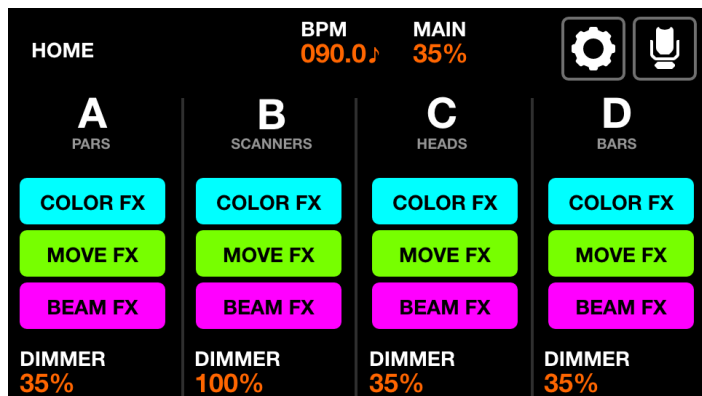 HOME
BPM
090.0♪
MAIN
35%
A
PARS
COLOR FX
MOVE FX
BEAM FX
DIMMER
35%
B
SCANNERS
COLOR FX
MOVE FX
BEAM FX
DIMMER
100%
C
HEADS
COLOR FX
MOVE FX
BEAM FX
DIMMER
35%
D
BARS
COLOR FX
MOVE FX
BEAM FX
DIMMER
35%